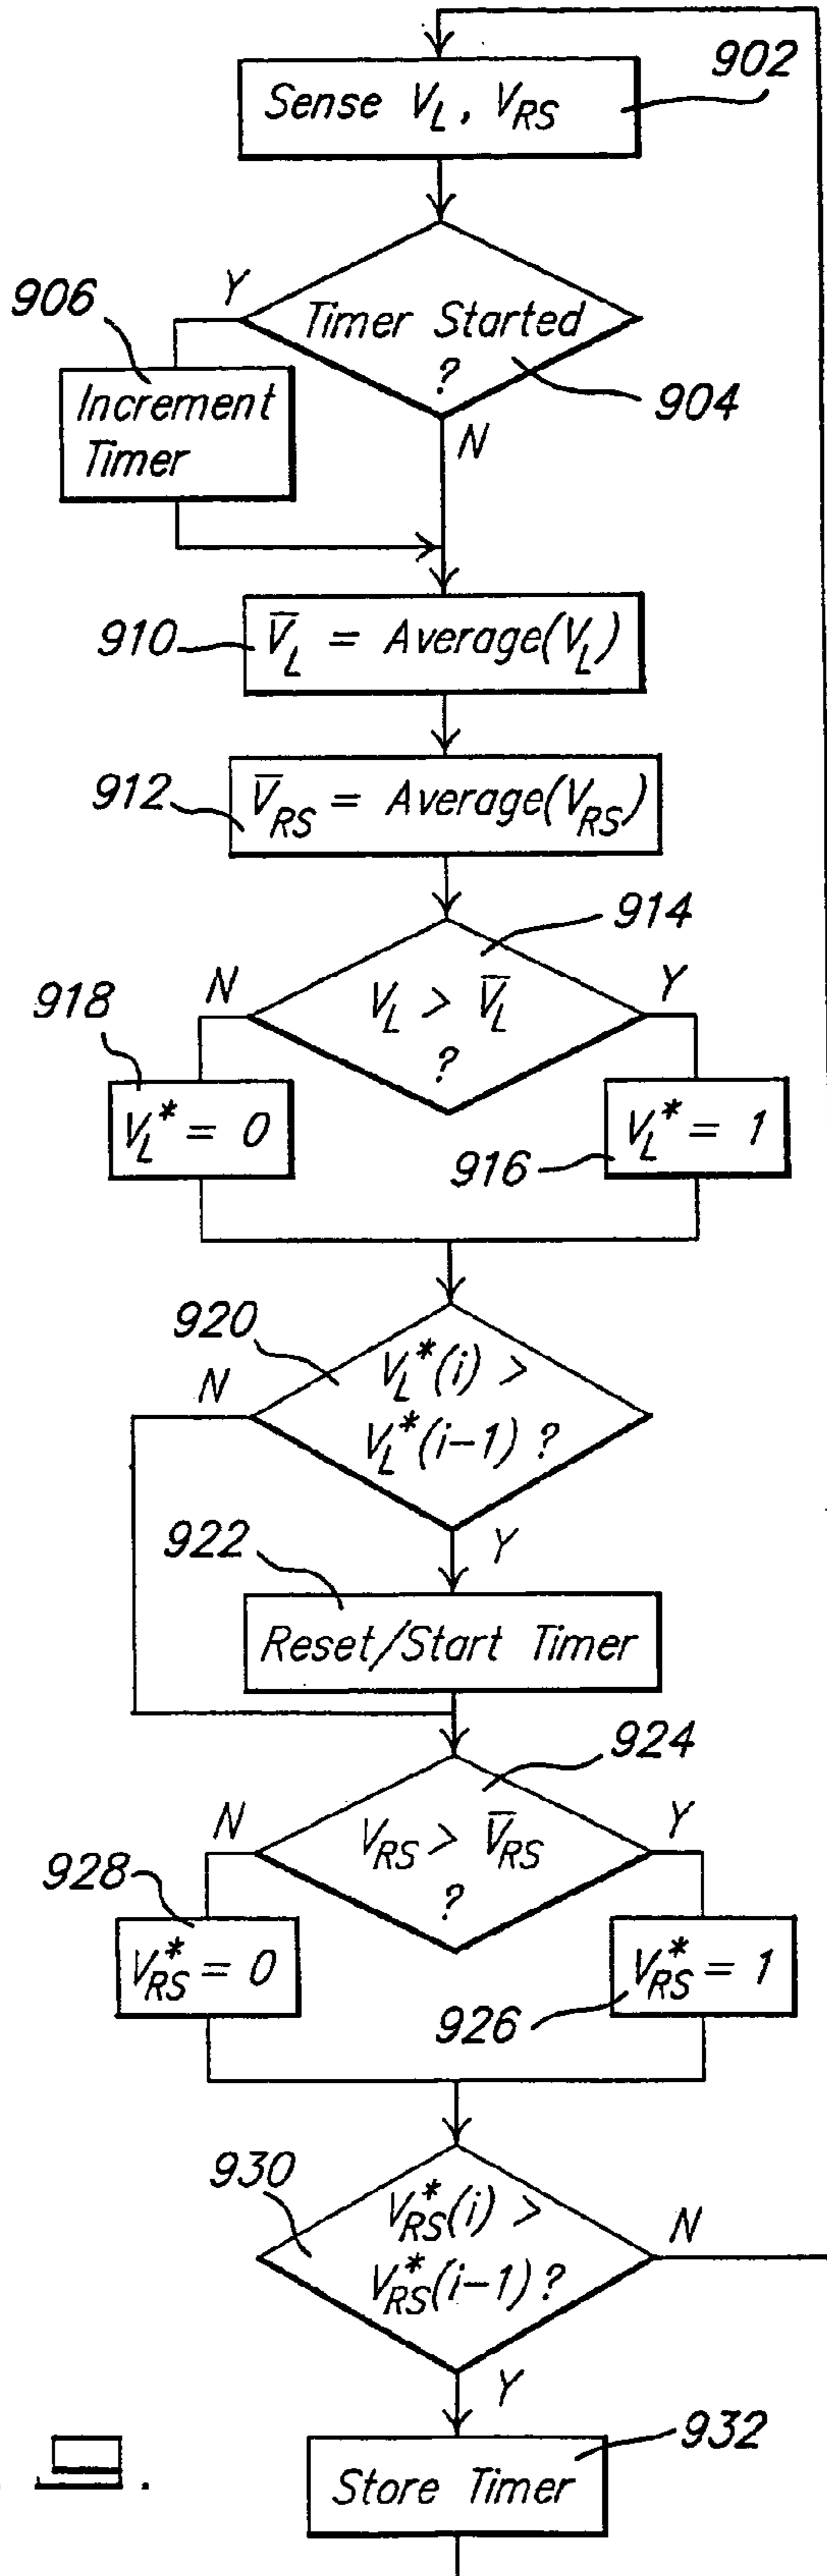 902
Sense V_L, V_RS
Y
906
Timer Started
?
904
Increment
Timer
N
910
V̅_L = Average(V_L)
912
V̅_RS = Average(V_RS)
914
N
V_L > V̅_L
?
Y
918
V_L* = 0
V_L* = 1
916
920
V_L*(i) >
V_L*(i-1) ?
N
Y
922
Reset/Start Timer
924
N
V_RS > V̅_RS
?
Y
928
V_RS* = 0
V_RS* = 1
926
930
V_RS*(i) >
V_RS*(i-1) ?
N
Y
932
Store Timer